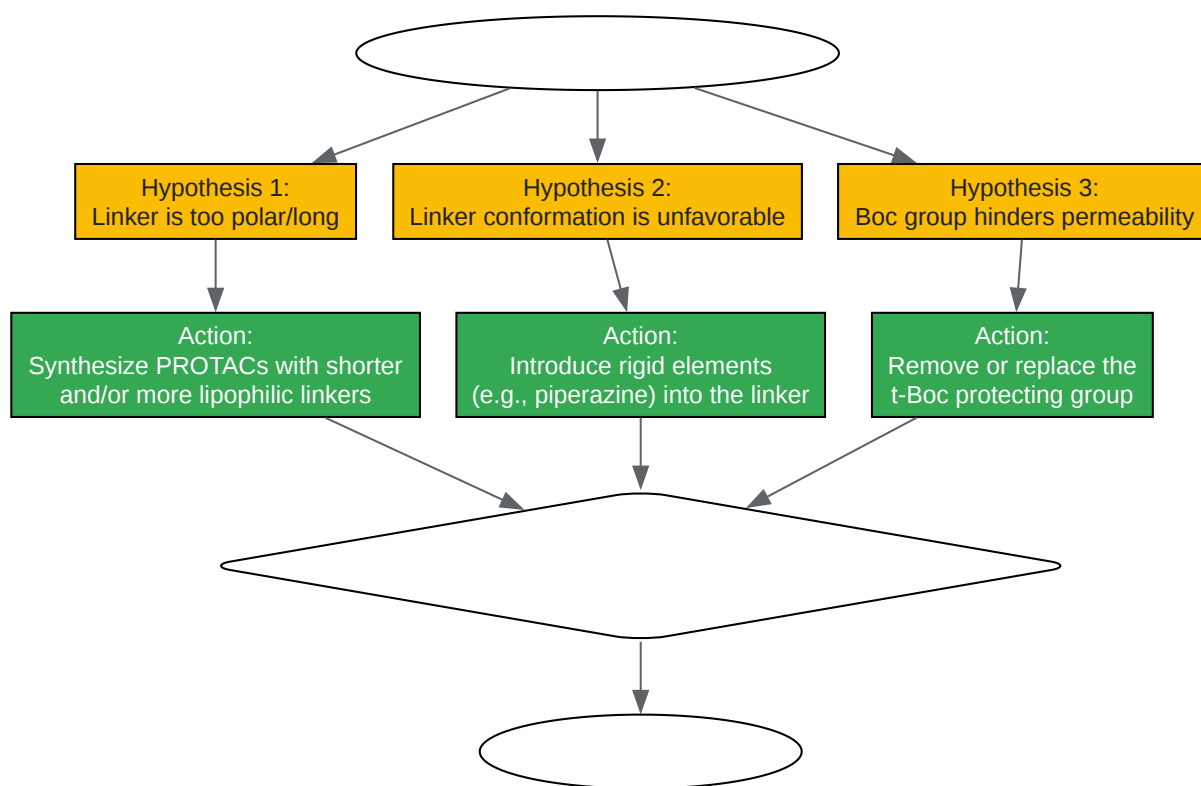 Hypothesis 1:
Linker is too polar/long
Hypothesis 2:
Linker conformation is unfavorable
Hypothesis 3:
Boc group hinders permeability
Action:
Synthesize PROTACs with shorter
and/or more lipophilic linkers
Action:
Introduce rigid elements
(e.g., piperazine) into the linker
Action:
Remove or replace the
t-Boc protecting group